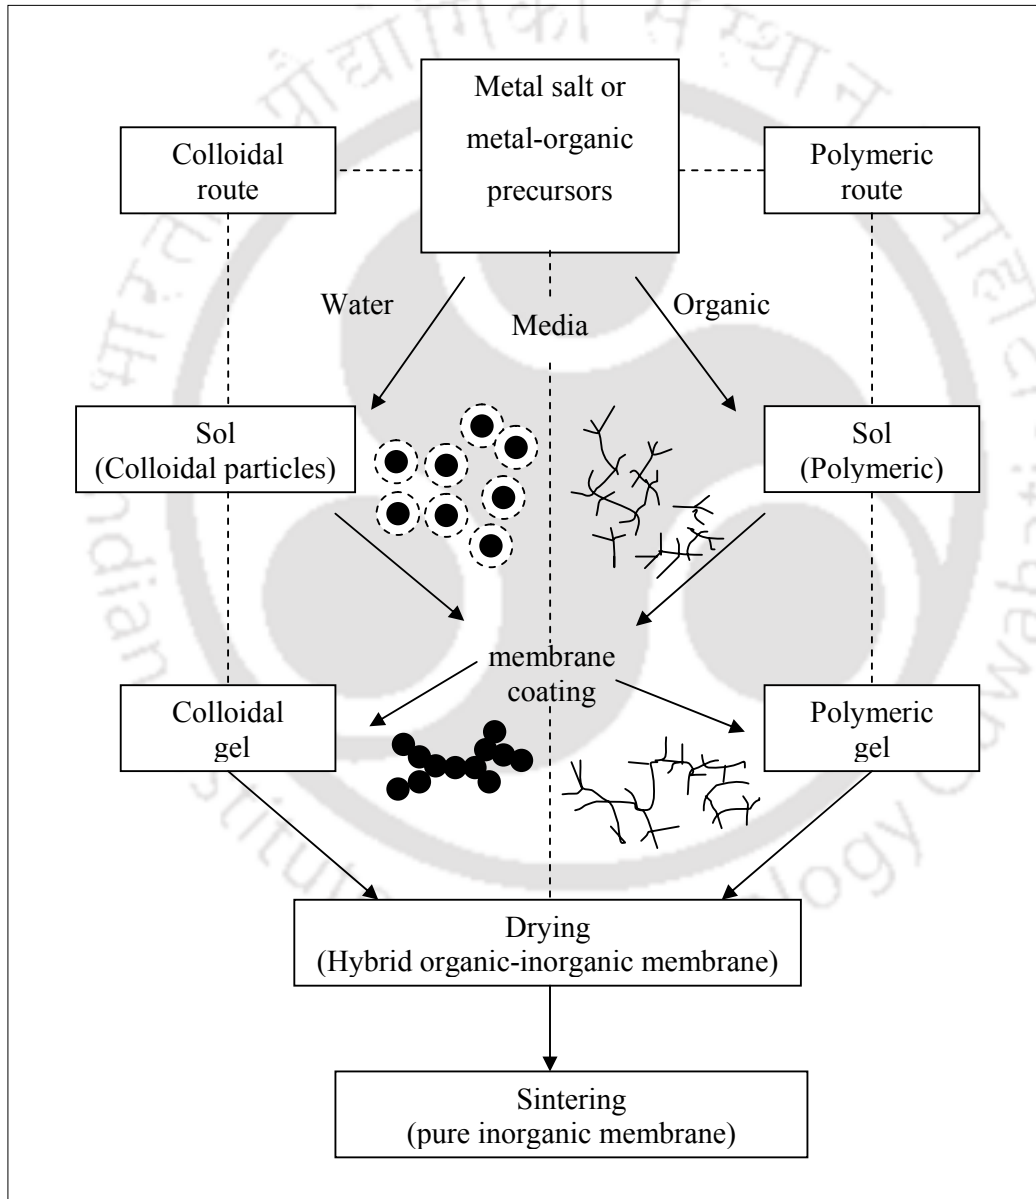 Metal salt or
metal-organic
precursors
Colloidal
route
Polymeric
route
Water
Media
Organic
Sol
(Colloidal particles)
Sol
(Polymeric)
membrane
coating
Colloidal
gel
Polymeric
gel
Drying
(Hybrid organic-inorganic membrane)
Sintering
(pure inorganic membrane)